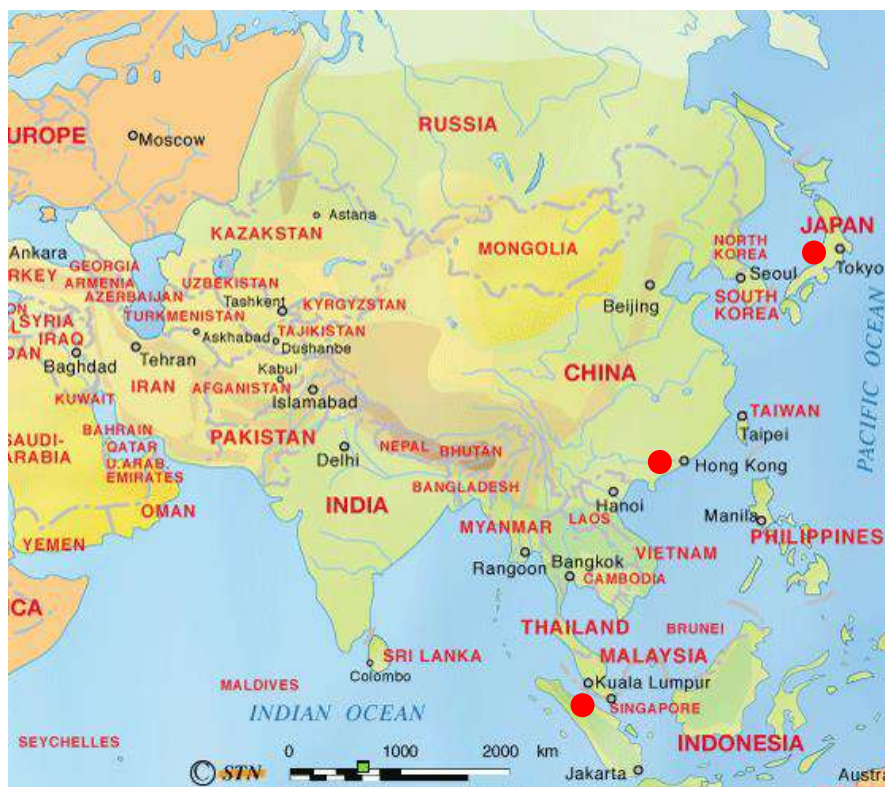 RUSSIA
EUROPE
Moscow
Astana
KAZAKSTAN
JAPAN
MONGOLIA
NORTH
KOREA
Tokyo
Ankara
GEORGIA
ARMENIA
AZERBAIJAN
UZBEKISTAN
Tashkent
KYRGYZSTAN
Seoul
SOUTH
KOREA
Beijing
TURKMENISTAN
Askhabad
TAJIKISTAN
Dushanbe
SYRIA
IRAQ
Baghdad
Tehran
Kabul
IRAN
AFGANISTAN
Islamabad
CHINA
PACIFIC OCEAN
KUWAIT
BAHRAIN
QATAR
U.ARAB.
EMIRATES
SAUDI-
ARABIA
PAKISTAN
Delhi
NEPAL
BHUTAN
TAIWAN
Taipei
Hong Kong
BANGLADESH
INDIA
OMAN
YEMEN
MYANMAR
LAOS
Hanoi
Manila
PHILIPPINES
VIETNAM
Rangoon
Bangkok
CAMBODIA
THAILAND
BRUNEI
SRI LANKA
Colombo
MALAYSIA
Kuala Lumpur
SINGAPORE
MALDIVES
INDIAN OCEAN
SEYCHELLES
INDONESIA
Jakarta
© STN
0 1000 2000 km